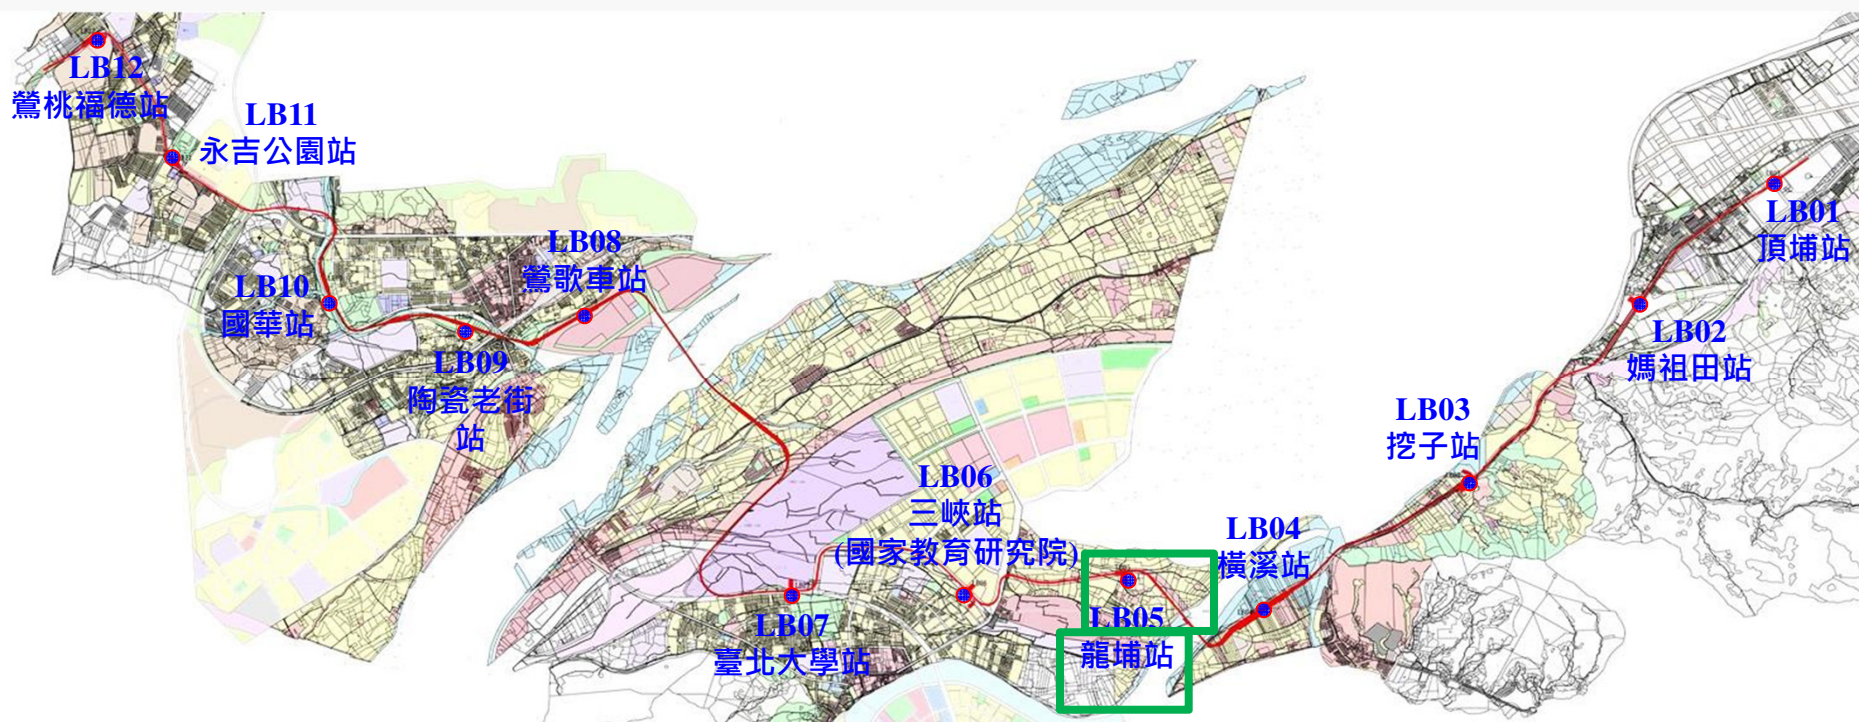 LB12
鶯桃福德站
LB11
永吉公園站
LB10
國華站
LB09
陶瓷老街
站
LB08
鶯歌車站
LB07
臺北大學站
LB06
三峽站
(國家教育研究院)
LB05
龍埔站
LB04
橫溪站
LB03
挖子站
LB02
媽祖田站
LB01
頂埔站